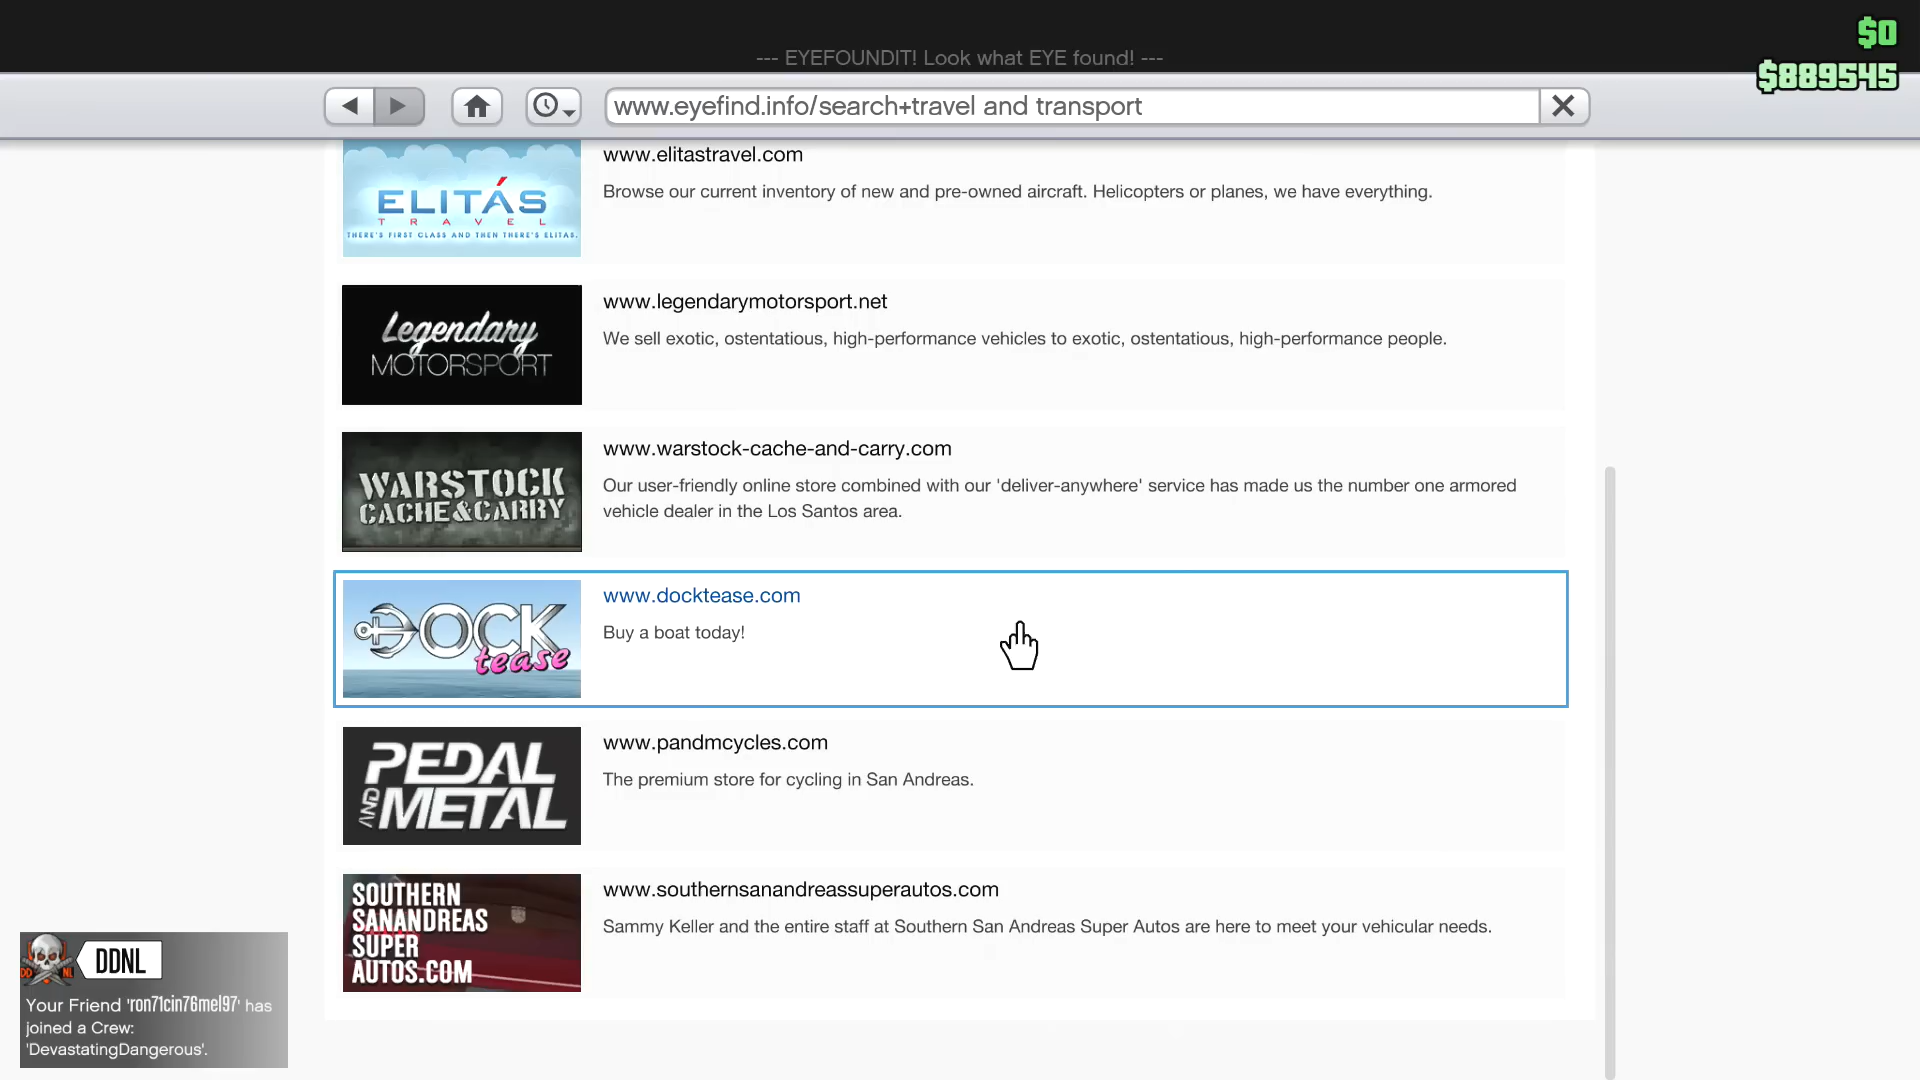 $0
--- EYEFOUNDIT! Look what EYE found! ---
$889545
www.eyefind.info/search+travel and transport
ELITÁS
TRAVEL
THERE'S FIRST CLASS AND THEN THERE'S ELITAS.
www.elitastravel.com
Browse our current inventory of new and pre-owned aircraft. Helicopters or planes, we have everything.
Legendary
MOTORSPORT
www.legendarymotorsport.net
We sell exotic, ostentatious, high-performance vehicles to exotic, ostentatious, high-performance people.
WARSTOCK
CACHE&CARRY
www.warstock-cache-and-carry.com
Our user-friendly online store combined with our 'deliver-anywhere' service has made us the number one armored
vehicle dealer in the Los Santos area.
DOCK
tease
www.docktease.com
Buy a boat today!
PEDAL
AND METAL
www.pandmcycles.com
The premium store for cycling in San Andreas.
SOUTHERN
SANANDREAS
SUPER
AUTOS.COM
www.southernsanandreassuperautos.com
Sammy Keller and the entire staff at Southern San Andreas Super Autos are here to meet your vehicular needs.
DD NL
DDNL
Your Friend 'ron71cin76mel97' has
joined a Crew:
'DevastatingDangerous'.